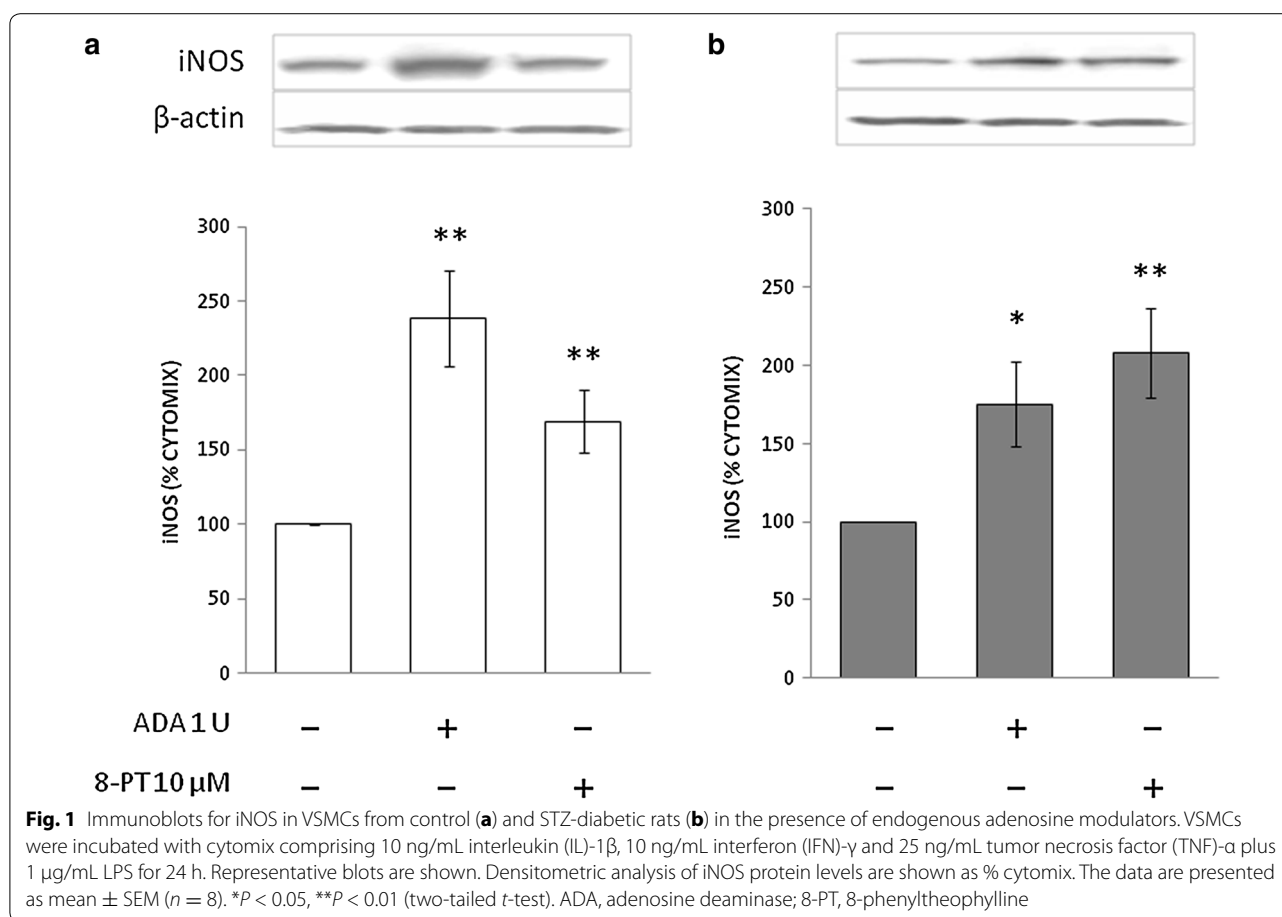 a
b
iNOS
β-actin
300
250
200
150
100
50
0
iNOS (% CYTOMIX)
**
**
300
250
200
150
100
50
0
iNOS (% CYTOMIX)
*
**
ADA 1 U − + − − + −
8-PT10 µM − − + − − +
Fig. 1 Immunoblots for iNOS in VSMCs from control (a) and STZ-diabetic rats (b) in the presence of endogenous adenosine modulators. VSMCs
were incubated with cytomix comprising 10 ng/mL interleukin (IL)-1β, 10 ng/mL interferon (IFN)-γ and 25 ng/mL tumor necrosis factor (TNF)-α plus
1 µg/mL LPS for 24 h. Representative blots are shown. Densitometric analysis of iNOS protein levels are shown as % cytomix. The data are presented
as mean ± SEM (n = 8). *P < 0.05, **P < 0.01 (two-tailed t-test). ADA, adenosine deaminase; 8-PT, 8-phenyltheophylline